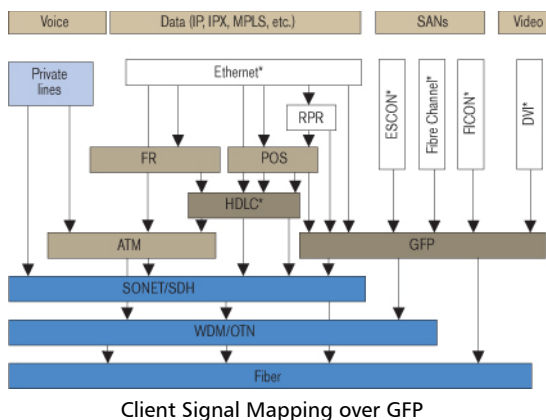 Voice
Data (IP, IPX, MPLS, etc.)
SANs
Video
Private
lines
Ethernet*
RPR
ESCON*
Fibre Channel*
FICON*
DVI*
FR
POS
HDLC*
ATM
GFP
SONET/SDH
WDM/OTN
Fiber
Client Signal Mapping over GFP